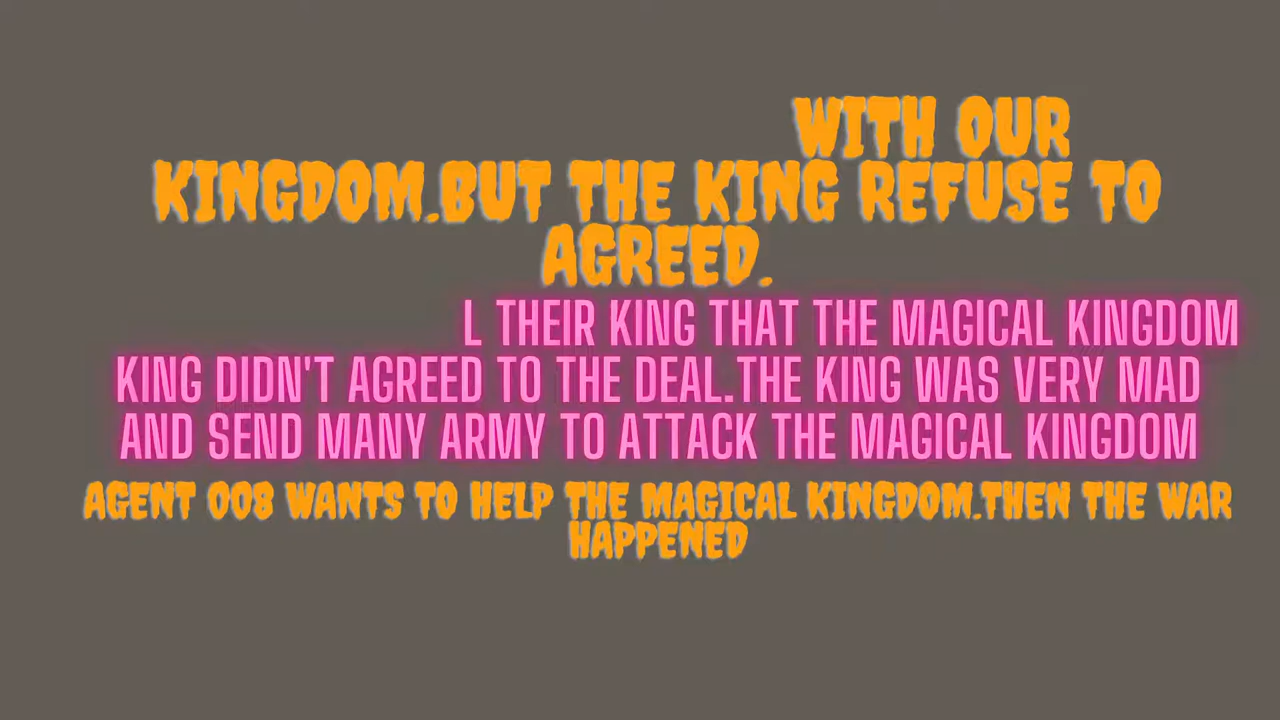 WITH OUR
KINGDOM.BUT THE KING REFUSE TO
AGREED.
L THEIR KING THAT THE MAGICAL KINGDOM
KING DIDN'T AGREED TO THE DEAL.THE KING WAS VERY MAD
AND SEND MANY ARMY TO ATTACK THE MAGICAL KINGDOM
AGENT 008 WANTS TO HELP THE MAGICAL KINGDOM.THEN THE WAR
HAPPENED